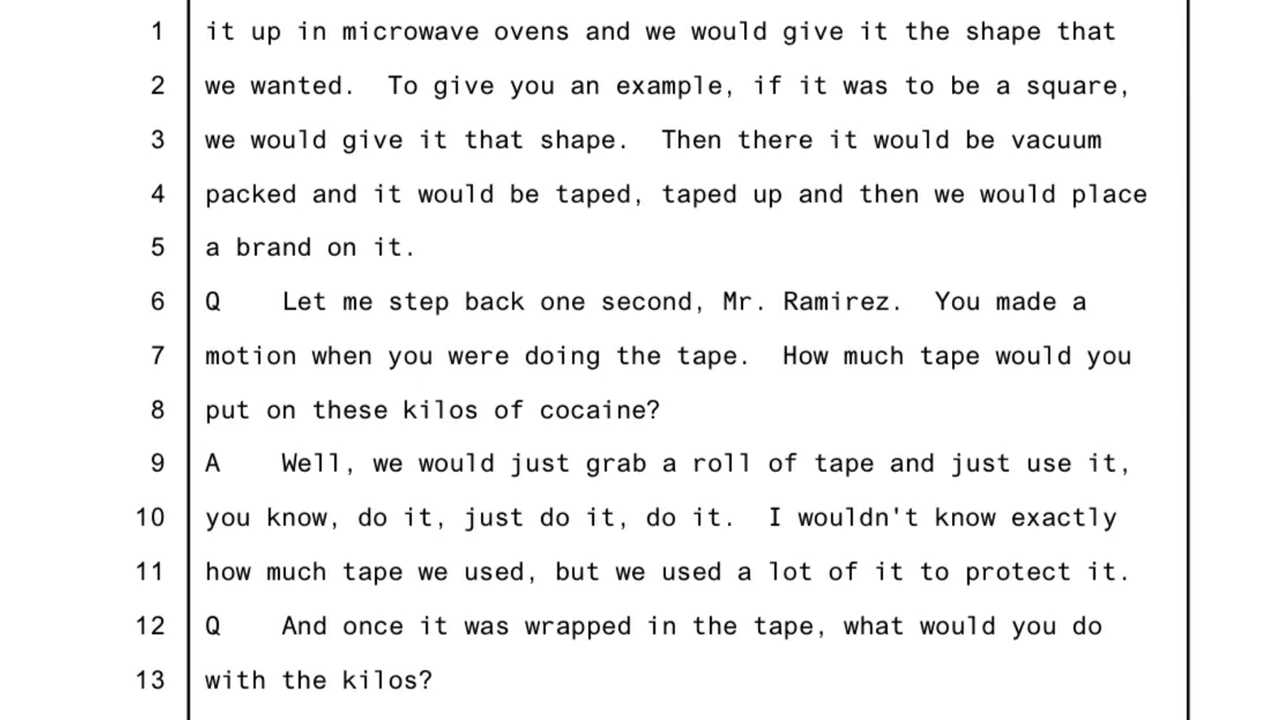 1 it up in microwave ovens and we would give it the shape that
2 we wanted. To give you an example, if it was to be a square,
3 we would give it that shape. Then there it would be vacuum
4 packed and it would be taped, taped up and then we would place
5 a brand on it.
6 Q Let me step back one second, Mr. Ramirez. You made a
7 motion when you were doing the tape. How much tape would you
8 put on these kilos of cocaine?
9 A Well, we would just grab a roll of tape and just use it,
10 you know, do it, just do it, do it. I wouldn't know exactly
11 how much tape we used, but we used a lot of it to protect it.
12 Q And once it was wrapped in the tape, what would you do
13 with the kilos?